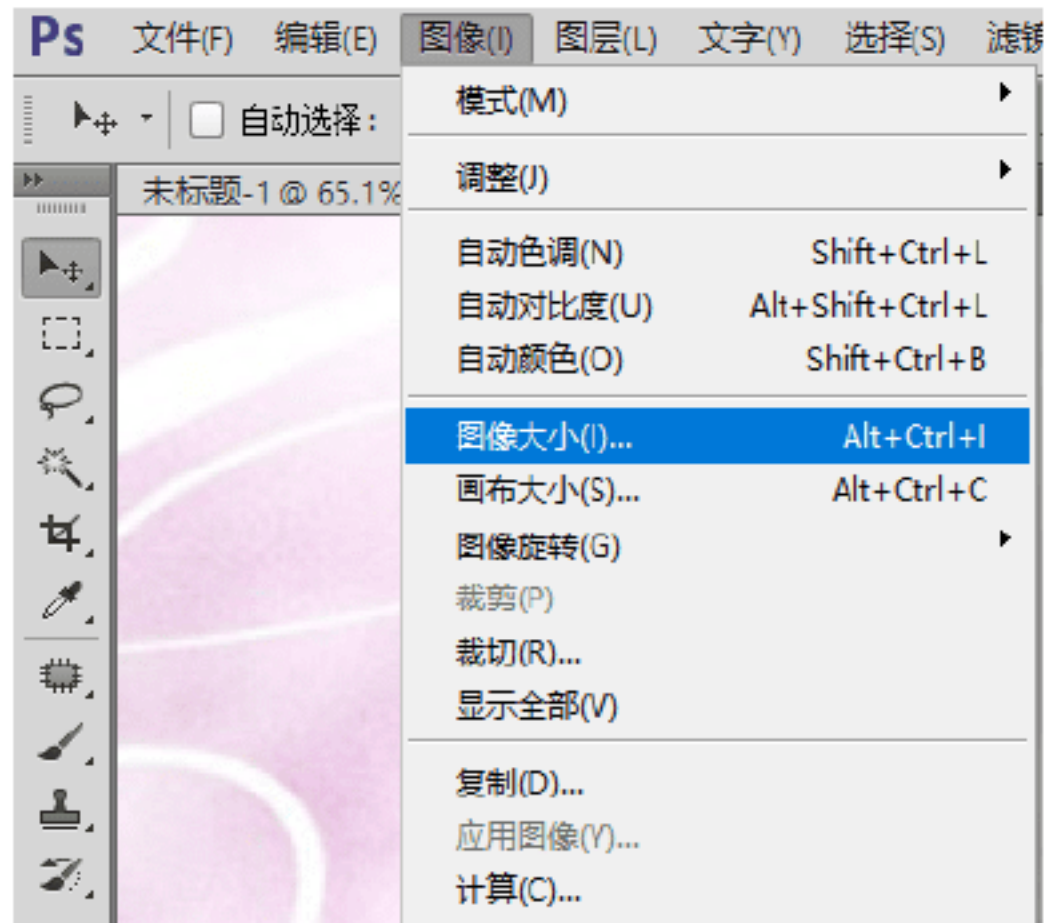 Ps 文件(F) 编辑(E) 图像(I) 图层(L) 文字(Y) 选择(S) 滤镜
自动选择：
未标题-1 @ 65.1%
模式(M)
调整(J)
自动色调(N) Shift+Ctrl+L
自动对比度(U) Alt+Shift+Ctrl+L
自动颜色(O) Shift+Ctrl+B
图像大小(I)... Alt+Ctrl+I
画布大小(S)... Alt+Ctrl+C
图像旋转(G)
裁剪(P)
裁切(R)...
显示全部(V)
复制(D)...
应用图像(Y)...
计算(C)...